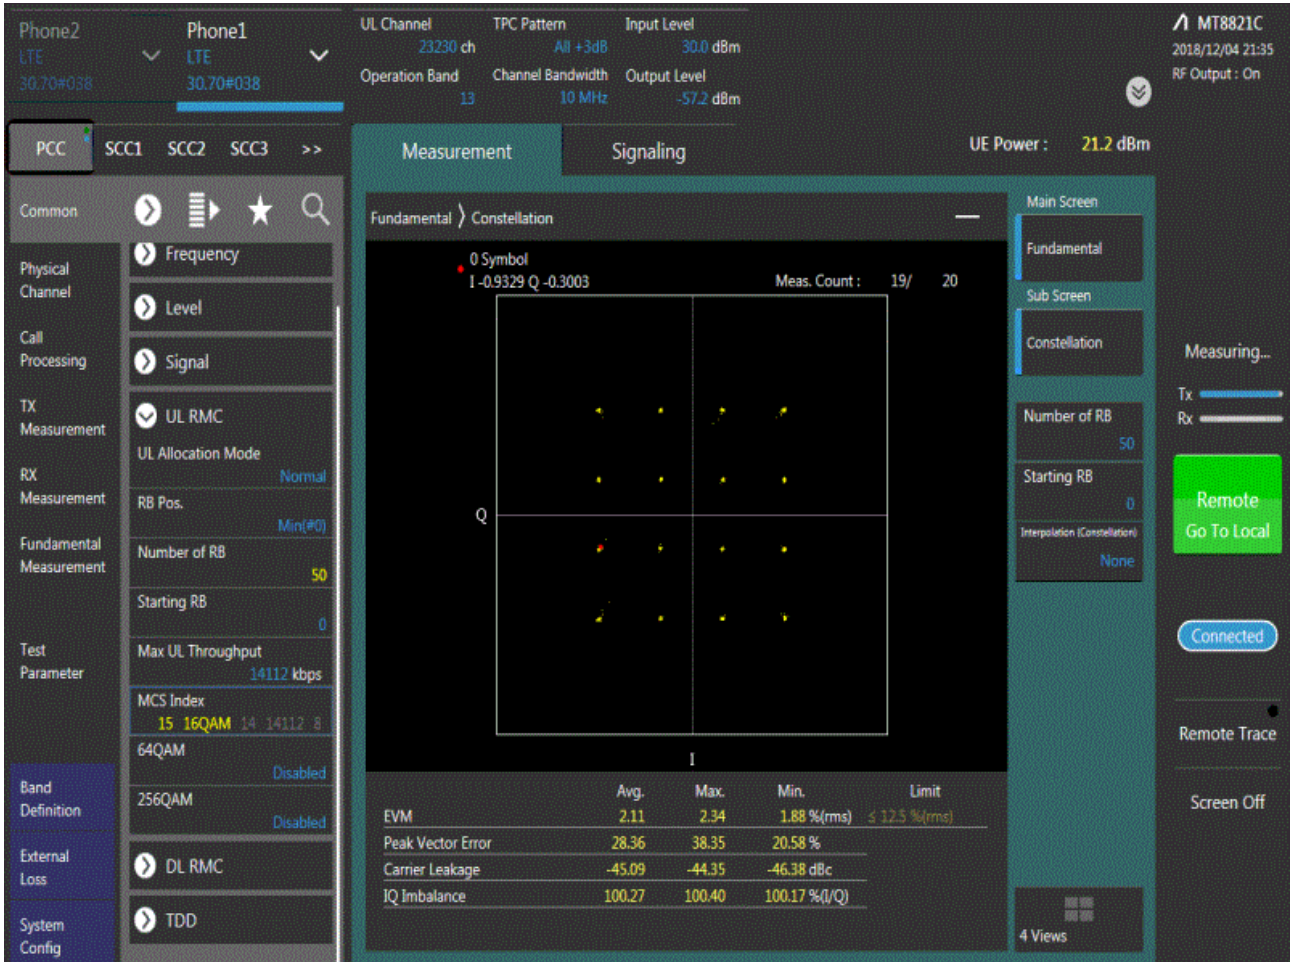 Phone2
LTE
30.70#038
Phone1
LTE
30.70#038
UL Channel
23230 ch
TPC Pattern
All +3dB
Input Level
30.0 dBm
Operation Band
13
Channel Bandwidth
10 MHz
Output Level
-57.2 dBm
MT8821C
2018/12/04 21:35
RF Output : On
PCC SCC1 SCC2 SCC3 >>
Measurement
Signaling
UE Power : 21.2 dBm
Common
Physical
Channel
Call
Processing
TX
Measurement
RX
Measurement
Fundamental
Measurement
Test
Parameter
Band
Definition
External
Loss
System
Config
Frequency
Level
Signal
UL RMC
UL Allocation Mode
Normal
RB Pos.
Min(#0)
Number of RB
50
Starting RB
0
Max UL Throughput
14112 kbps
MCS Index
15 16QAM 14 14112 8
64QAM
Disabled
256QAM
Disabled
DL RMC
TDD
Fundamental 〉 Constellation
0 Symbol
I -0.9329 Q -0.3003
Meas. Count : 19/ 20
Q
I
Avg. Max. Min. Limit
EVM 2.11 2.34 1.88 %(rms) ≤ 12.5 %(rms)
Peak Vector Error 28.36 38.35 20.58 %
Carrier Leakage -45.09 -44.35 -46.38 dBc
IQ Imbalance 100.27 100.40 100.17 %(I/Q)
Main Screen
Fundamental
Sub Screen
Constellation
Number of RB
50
Starting RB
0
Interpolation (Constellation)
None
4 Views
Measuring...
Tx
Rx
Remote
Go To Local
Connected
Remote Trace
Screen Off